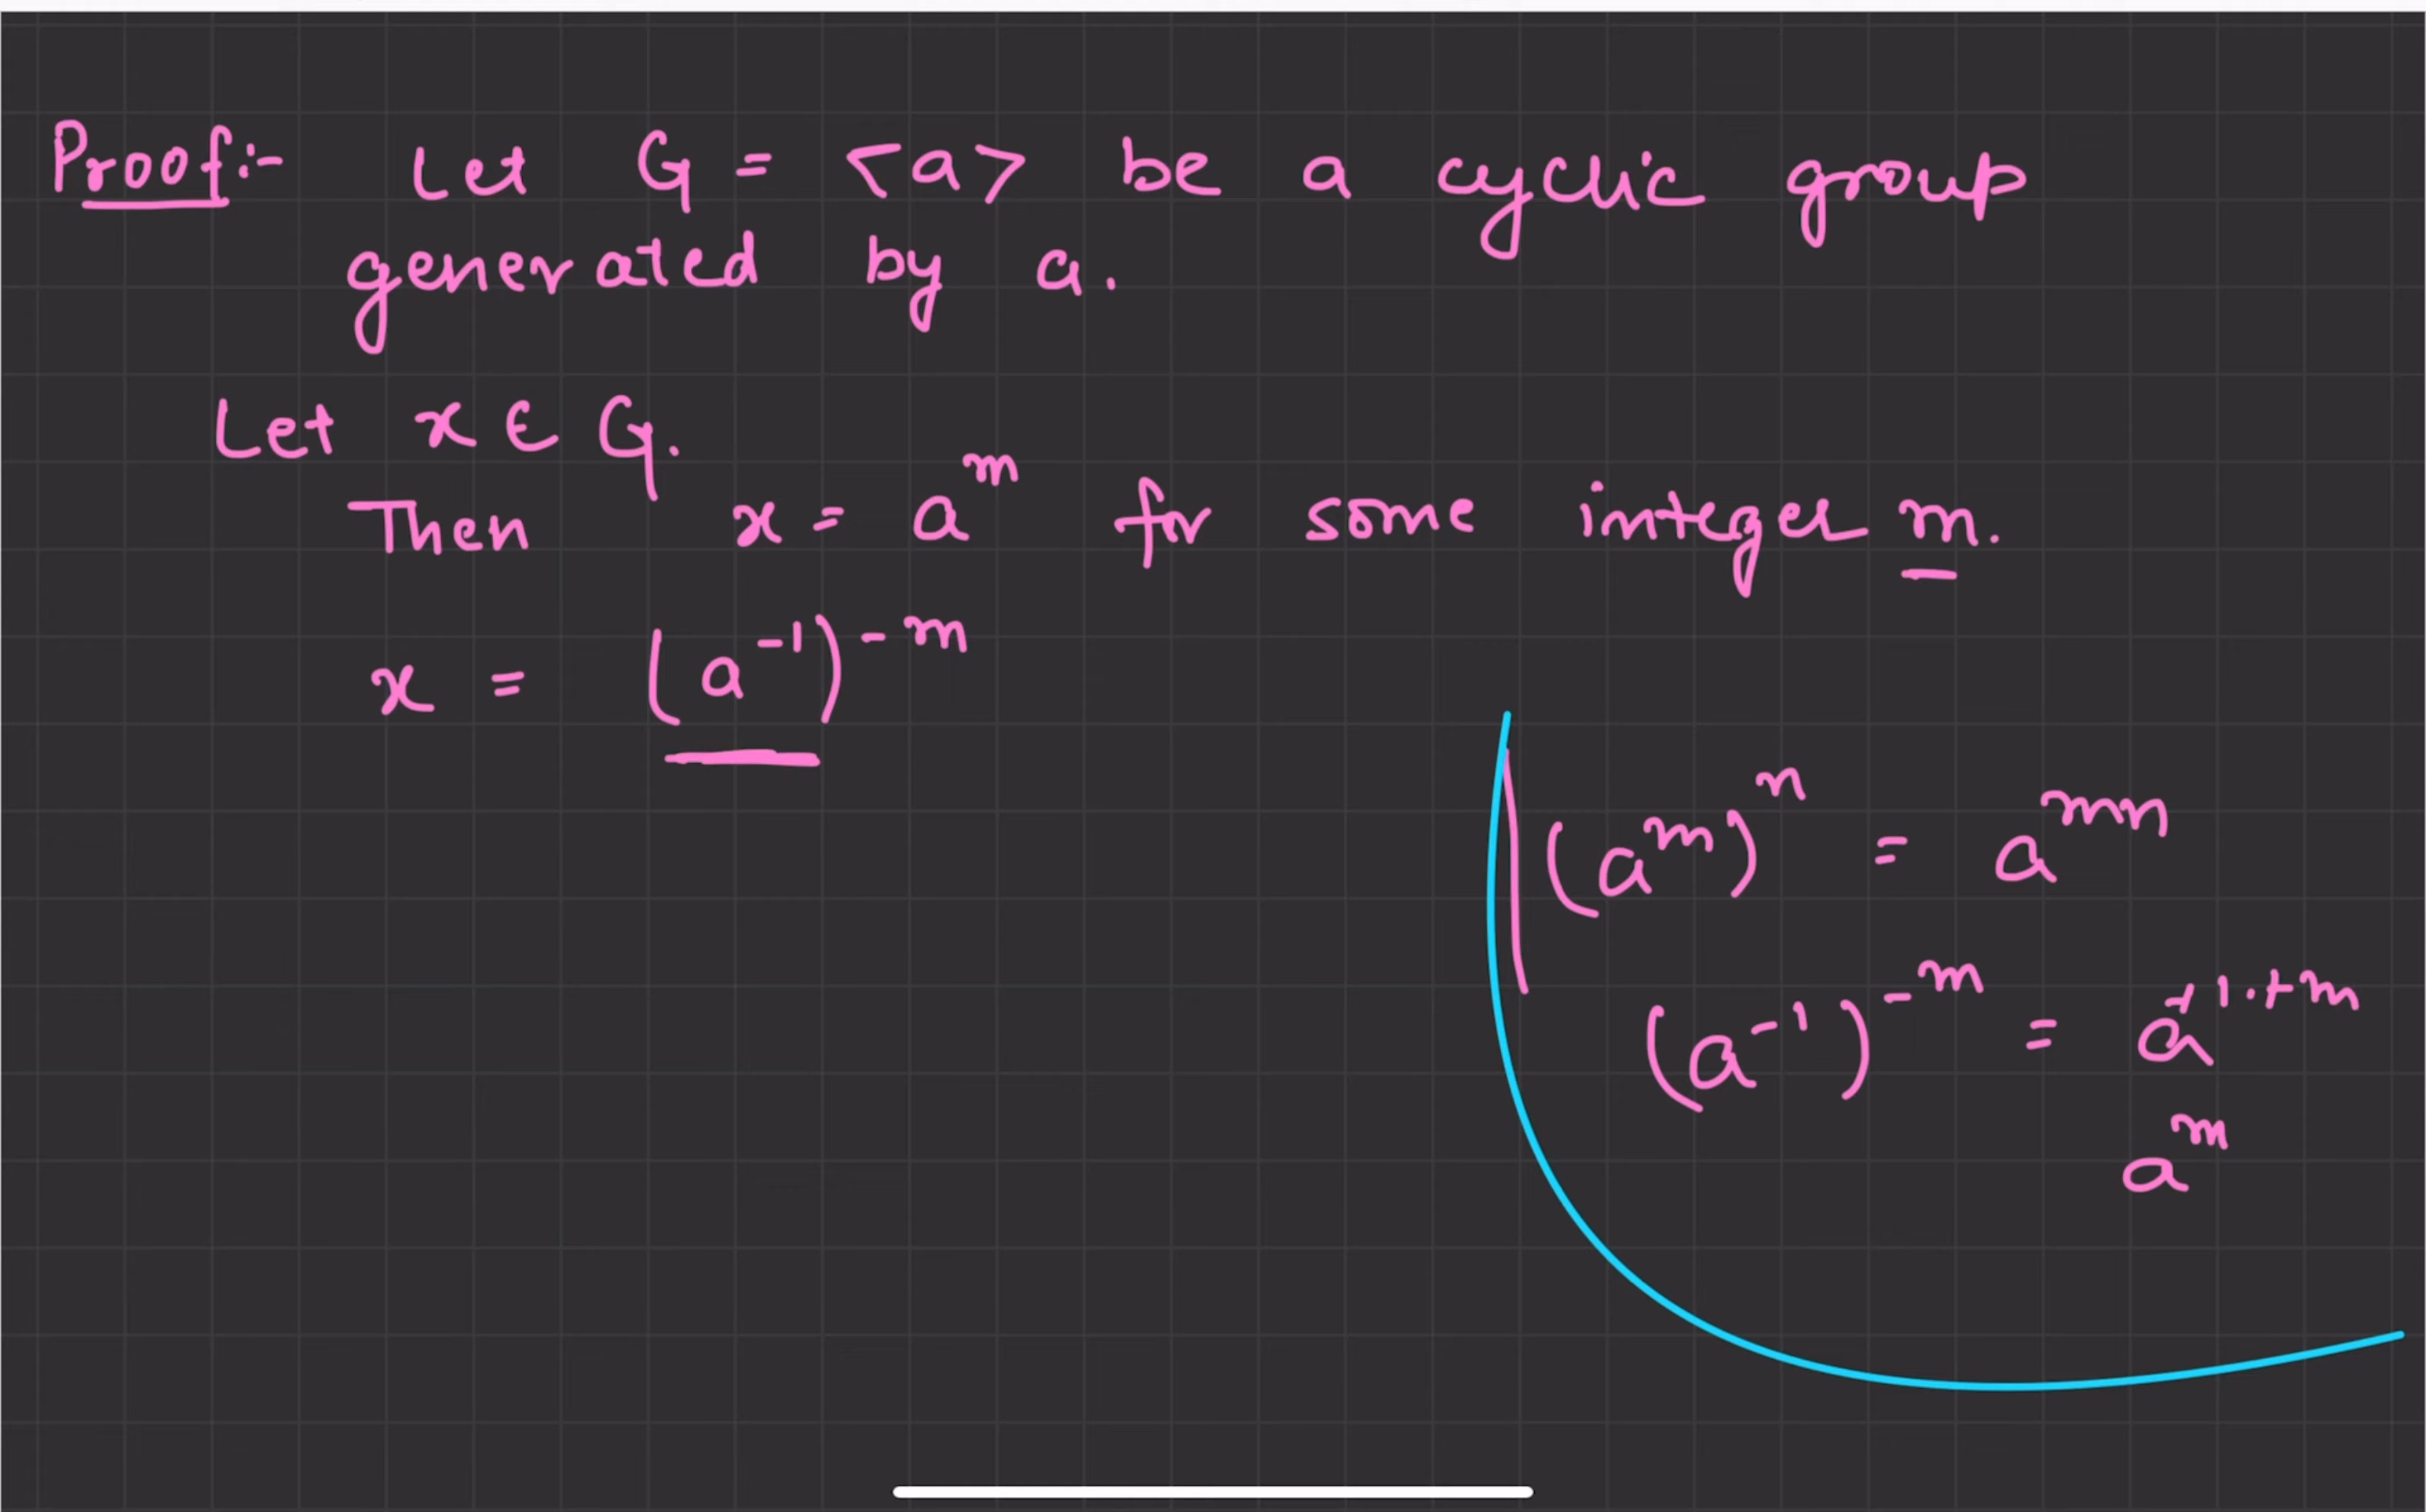 Proof:- Let G = <a> be a cyclic group
generated by a.
Let x ∈ G.
Then x = a^m for some integer m.
x = (a^-1)^-m
(a^m)^n = a^mn
(a^-1)^-m = a^+1·+m
a^m